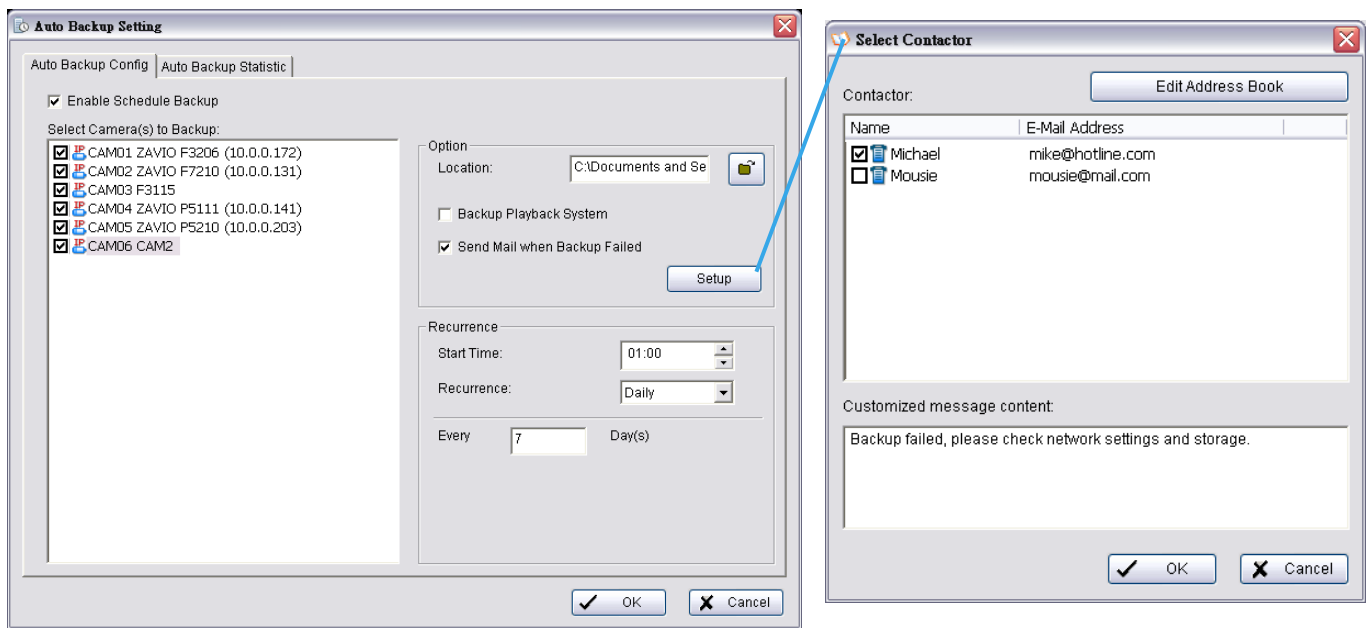 Auto Backup Setting
Auto Backup Config
Auto Backup Statistic
Enable Schedule Backup
Select Camera(s) to Backup:
CAM01 ZAVIO F3206 (10.0.0.172)
CAM02 ZAVIO F7210 (10.0.0.131)
CAM03 F3115
CAM04 ZAVIO P5111 (10.0.0.141)
CAM05 ZAVIO P5210 (10.0.0.203)
CAM06 CAM2
Option
Location: C:\Documents and Se
Backup Playback System
Send Mail when Backup Failed
Setup
Recurrence
Start Time: 01:00
Recurrence: Daily
Every 7 Day(s)
OK Cancel
Select Contactor
Contactor: Edit Address Book
Name E-Mail Address
Michael mike@hotline.com
Mousie mousie@mail.com
Customized message content:
Backup failed, please check network settings and storage.
OK Cancel